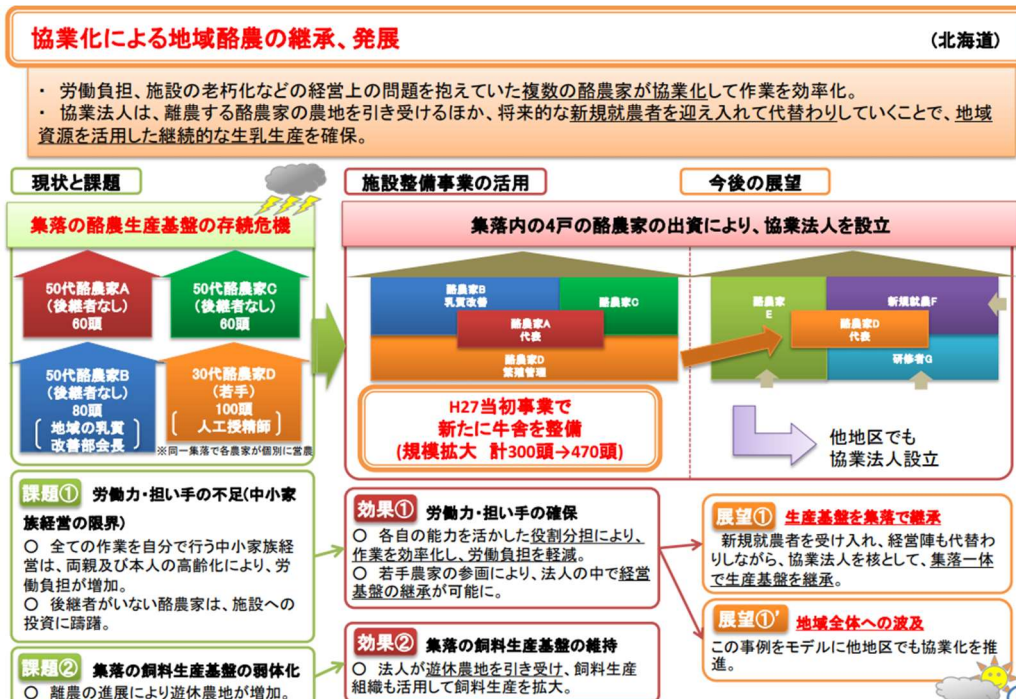 協業化による地域酪農の継承、発展
(北海道)
・ 労働負担、施設の老朽化などの経営上の問題を抱えていた複数の酪農家が協業化して作業を効率化。
・ 協業法人は、離農する酪農家の農地を引き受けるほか、将来的な新規就農者を迎え入れて代替わりしていくことで、地域
資源を活用した継続的な生乳生産を確保。
現状と課題
施設整備事業の活用
今後の展望
集落の酪農生産基盤の存続危機
集落内の4戸の酪農家の出資により、協業法人を設立
50代酪農家A
(後継者なし)
60頭
50代酪農家C
(後継者なし)
60頭
50代酪農家B
(後継者なし)
80頭
[ 地域の乳質
改善部会長 ]
30代酪農家D
(若手)
100頭
[ 人工授精師 ]
※同一集落で各農家が個別に営農
酪農家B
乳質改善
酪農家C
酪農家A
代表
酪農家D
繁殖管理
酪農家
E
新規就農F
酪農家D
代表
研修者G
H27当初事業で
新たに牛舎を整備
(規模拡大 計300頭→470頭)
他地区でも
協業法人設立
課題① 労働力・担い手の不足(中小家
族経営の限界)
○ 全ての作業を自分で行う中小家族経
営は、両親及び本人の高齢化により、労
働負担が増加。
○ 後継者がいない酪農家は、施設への
投資に躊躇。
課題② 集落の飼料生産基盤の弱体化
○ 離農の進展により遊休農地が増加。
効果① 労働力・担い手の確保
○ 各自の能力を活かした役割分担により、
作業を効率化し、労働負担を軽減。
○ 若手農家の参画により、法人の中で経営
基盤の継承が可能に。
効果② 集落の飼料生産基盤の維持
○ 法人が遊休農地を引き受け、飼料生産
組織も活用して飼料生産を拡大。
展望① 生産基盤を集落で継承
新規就農者を受け入れ、経営陣も代替わ
りしながら、協業法人を核として、集落一体
で生産基盤を継承。
展望①' 地域全体への波及
この事例をモデルに他地区でも協業化を推
進。